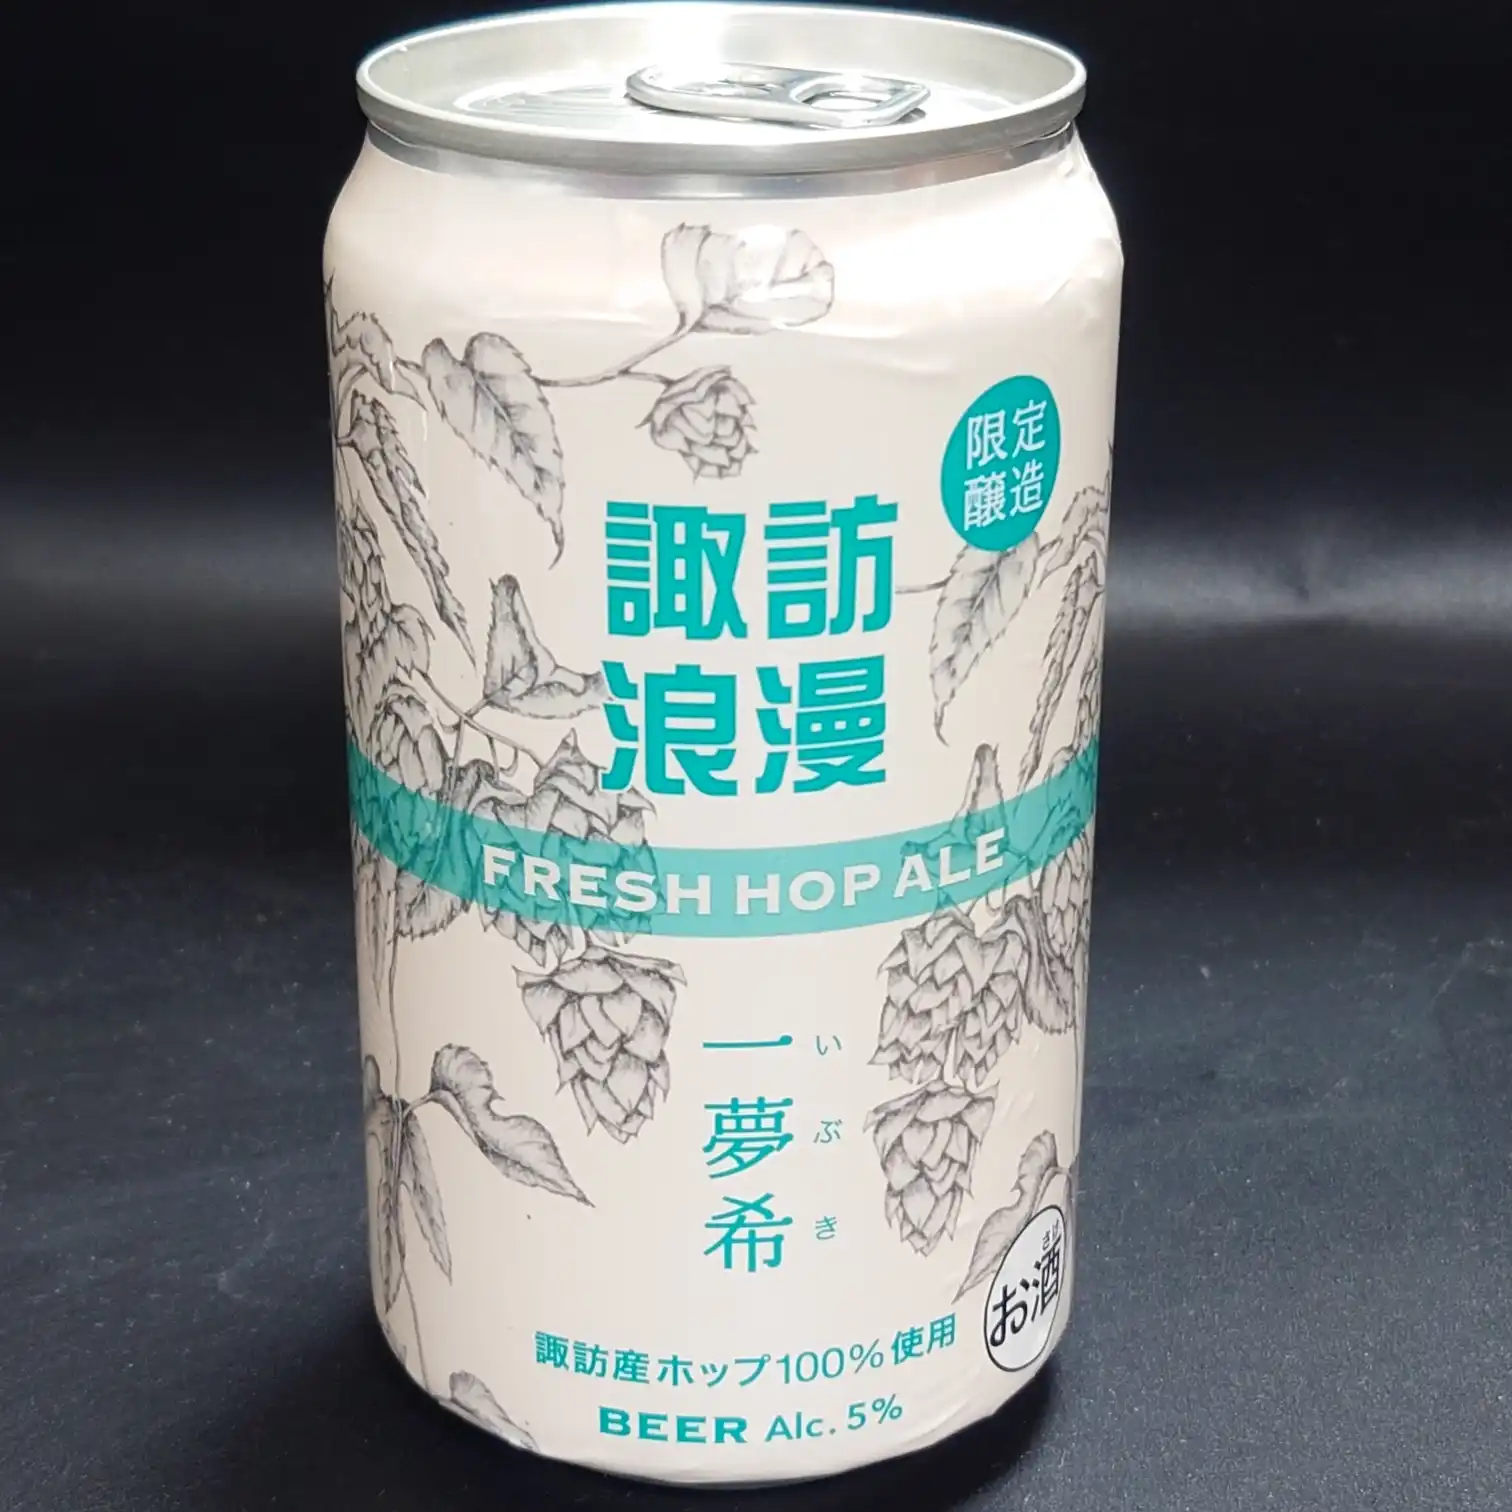 限定
醸造
諏訪
浪漫
FRESH HOP ALE
一夢希
いぶき
さけ
お酒
諏訪産ホップ100%使用
BEER Alc. 5%